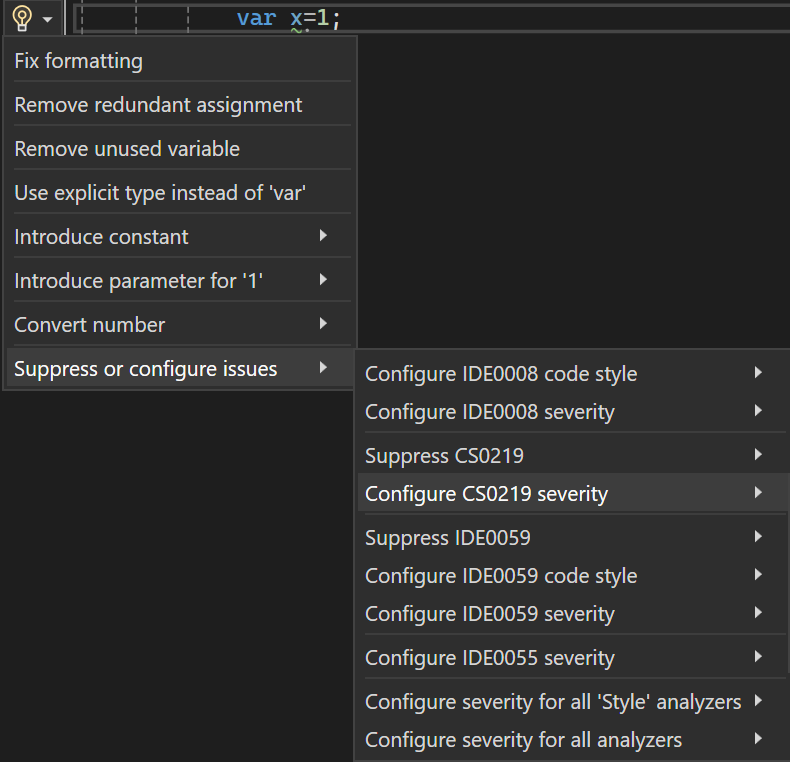 var x=1;
Fix formatting
Remove redundant assignment
Remove unused variable
Use explicit type instead of 'var'
Introduce constant
Introduce parameter for '1'
Convert number
Suppress or configure issues
Configure IDE0008 code style
Configure IDE0008 severity
Suppress CS0219
Configure CS0219 severity
Suppress IDE0059
Configure IDE0059 code style
Configure IDE0059 severity
Configure IDE0055 severity
Configure severity for all 'Style' analyzers
Configure severity for all analyzers